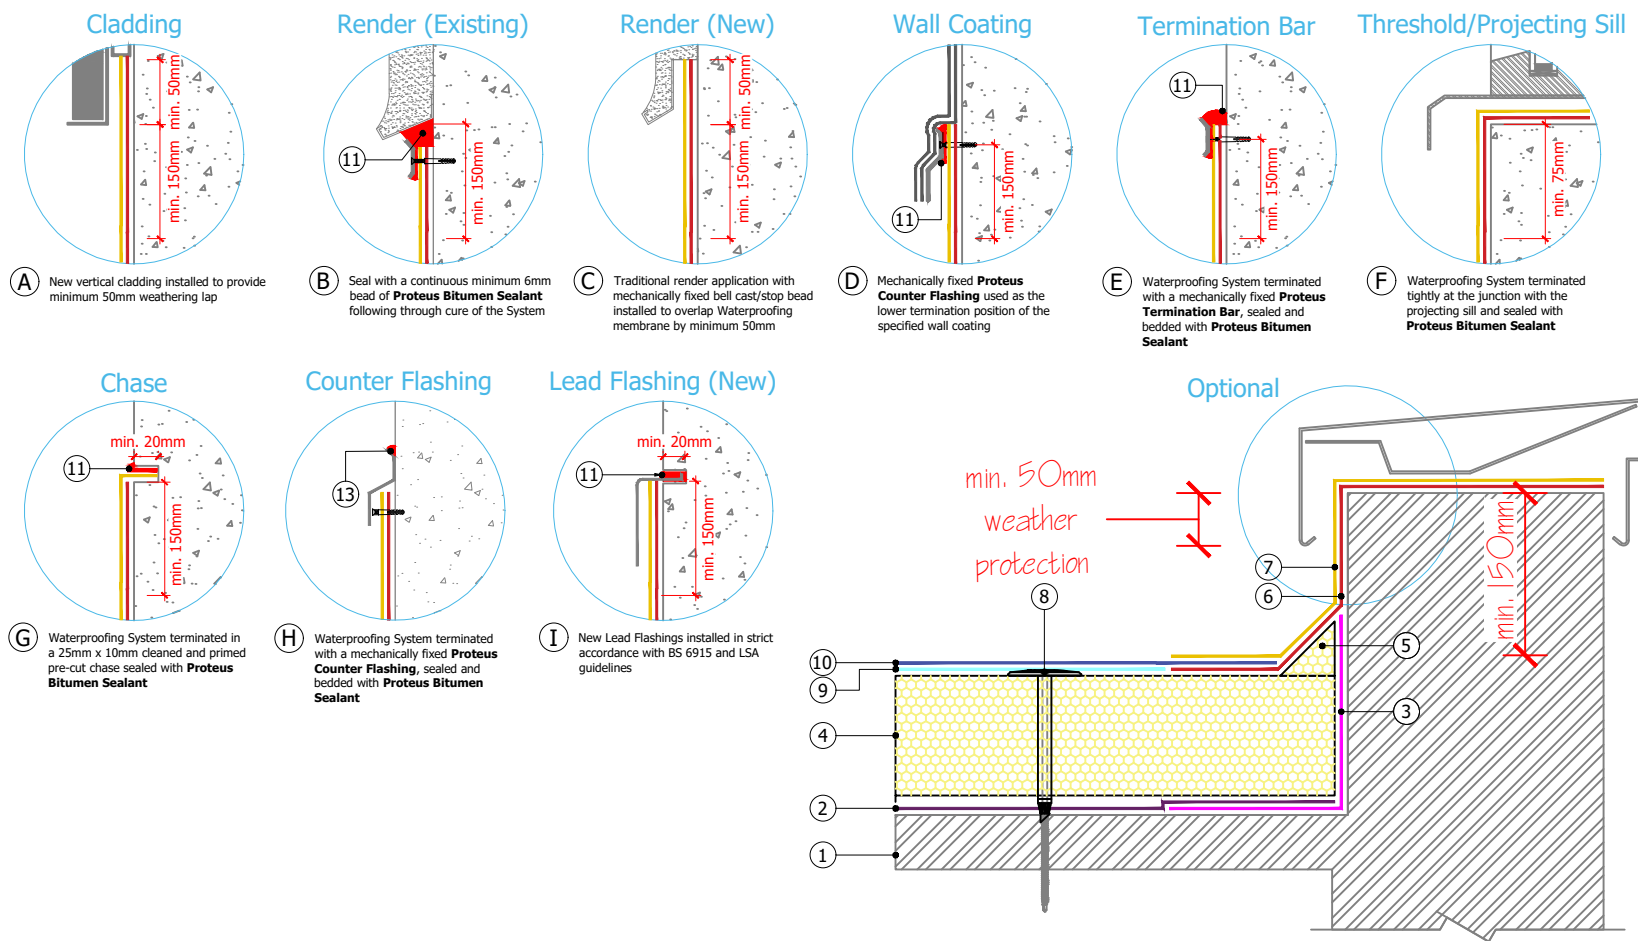 Cladding
min. 50mm
min. 150mm
A
New vertical cladding installed to provide
minimum 50mm weathering lap
Render (Existing)
11
min. 150mm
B
Seal with a continuous minimum 6mm
bead of Proteus Bitumen Sealant
following through cure of the System
Render (New)
min. 50mm
min. 150mm
C
Traditional render application with
mechanically fixed bell cast/stop bead
installed to overlap Waterproofing
membrane by minimum 50mm
Wall Coating
11
min. 150mm
D
Mechanically fixed Proteus
Counter Flashing used as the
lower termination position of the
specified wall coating
Termination Bar
11
min. 150mm
E
Waterproofing System terminated
with a mechanically fixed Proteus
Termination Bar, sealed and
bedded with Proteus Bitumen
Sealant
Threshold/Projecting Sill
min. 75mm
F
Waterproofing System terminated
tightly at the junction with the
projecting sill and sealed with
Proteus Bitumen Sealant
Chase
min. 20mm
11
min. 150mm
G
Waterproofing System terminated in
a 25mm x 10mm cleaned and primed
pre-cut chase sealed with Proteus
Bitumen Sealant
Counter Flashing
13
H
Waterproofing System terminated
with a mechanically fixed Proteus
Counter Flashing, sealed and
bedded with Proteus Bitumen
Sealant
Lead Flashing (New)
min. 20mm
11
min. 150mm
I
New Lead Flashings installed in strict
accordance with BS 6915 and LSA
guidelines
Optional
min. 50mm
weather
protection
min. 150mm
7
6
8
5
10
9
3
4
2
1